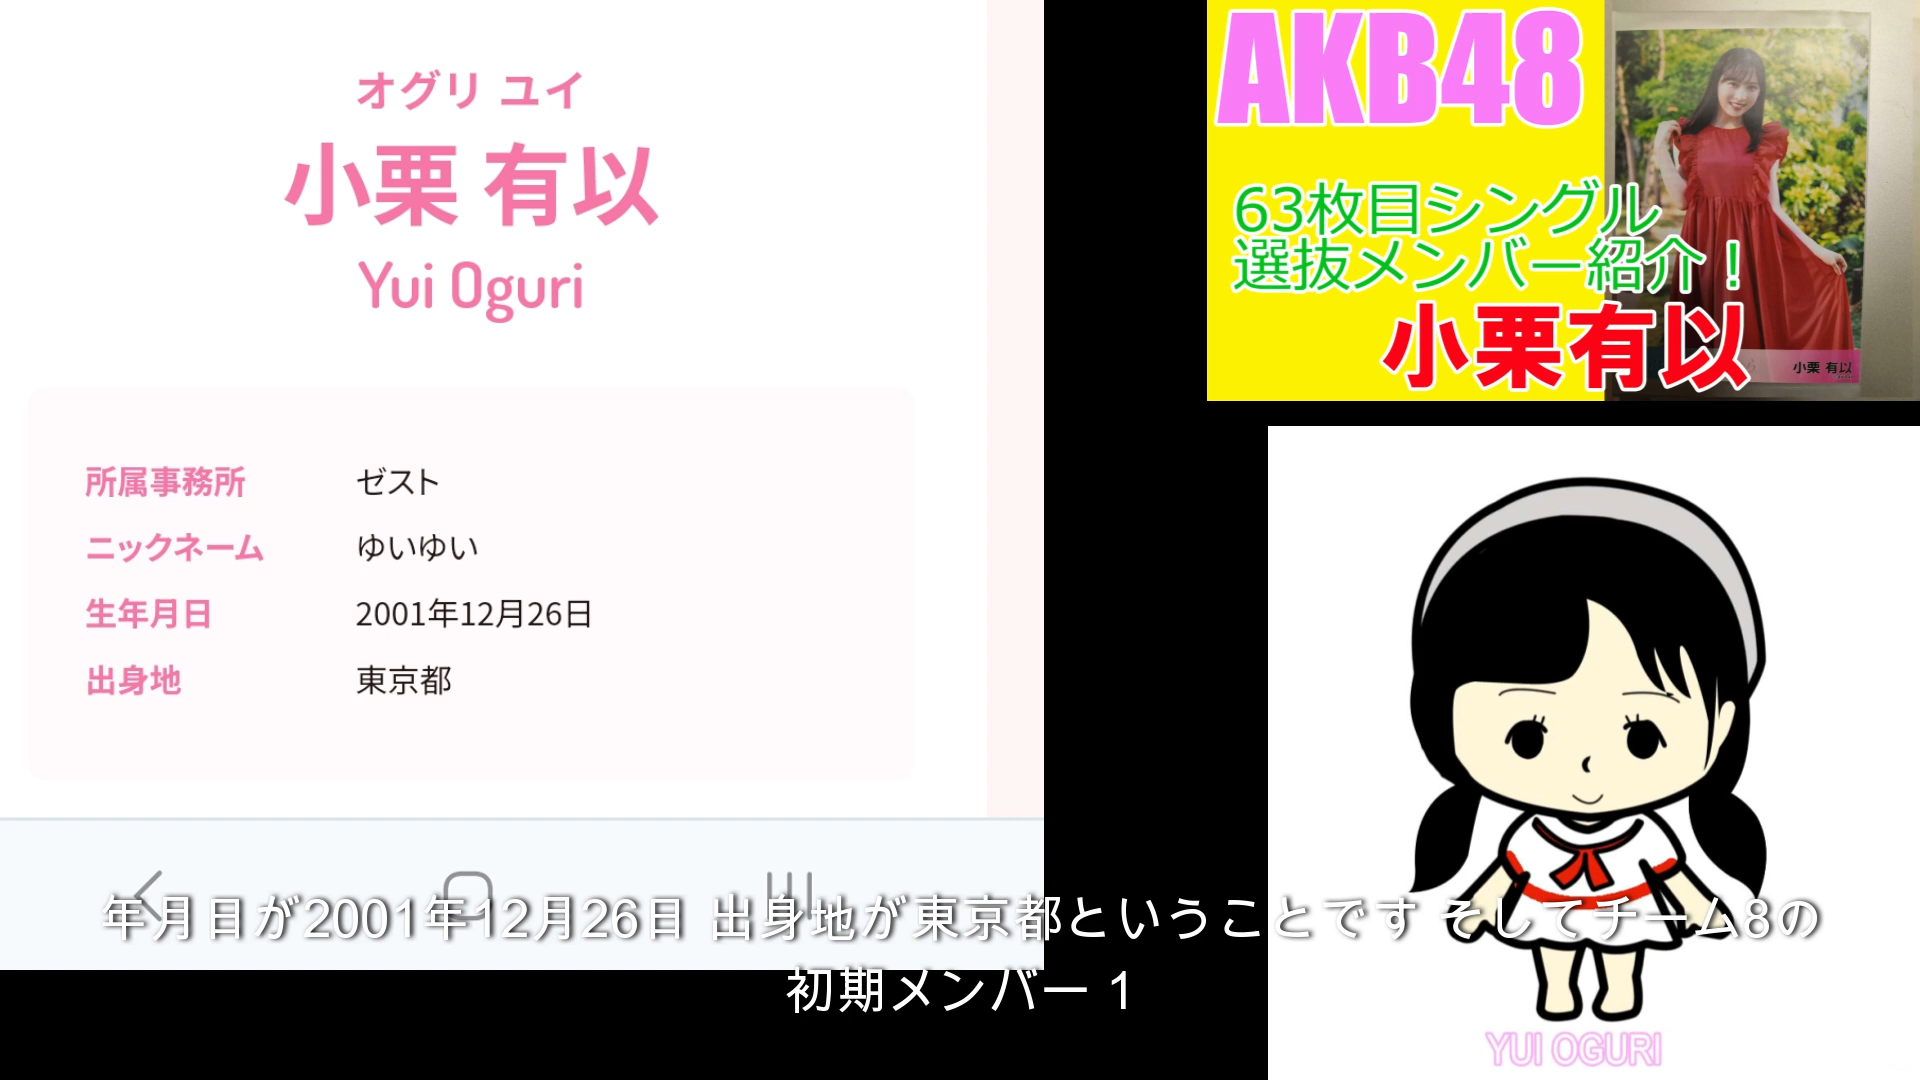 オグリ ユイ
小栗 有以
Yui Oguri
所属事務所 ゼスト
ニックネーム ゆいゆい
生年月日 2001年12月26日
出身地 東京都
AKB48
63枚目シングル
選抜メンバー紹介！
小栗有以
小栗 有以
YUI OGURI
年月日が2001年12月26日 出身地が東京都ということです そしてチーム8の
初期メンバー 1